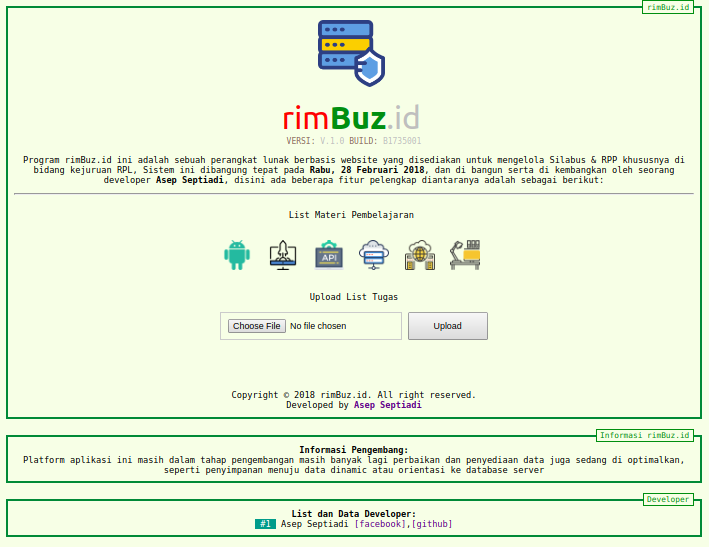 rimBuz.id
rimBuz.id
VERSI: V.1.0 BUILD: B1735001
Program rimBuz.id ini adalah sebuah perangkat lunak berbasis website yang disediakan untuk mengelola Silabus & RPP khususnya di
bidang kejuruan RPL, Sistem ini dibangung tepat pada Rabu, 28 Februari 2018, dan di bangun serta di kembangkan oleh seorang
developer Asep Septiadi, disini ada beberapa fitur pelengkap diantaranya adalah sebagai berikut:
List Materi Pembelajaran
API
Upload List Tugas
Choose File No file chosen Upload
Copyright © 2018 rimBuz.id. All right reserved.
Developed by Asep Septiadi
Informasi rimBuz.id
Informasi Pengembang:
Platform aplikasi ini masih dalam tahap pengembangan masih banyak lagi perbaikan dan penyediaan data juga sedang di optimalkan,
seperti penyimpanan menuju data dinamic atau orientasi ke database server
Developer
List dan Data Developer:
#1 Asep Septiadi [facebook],[github]